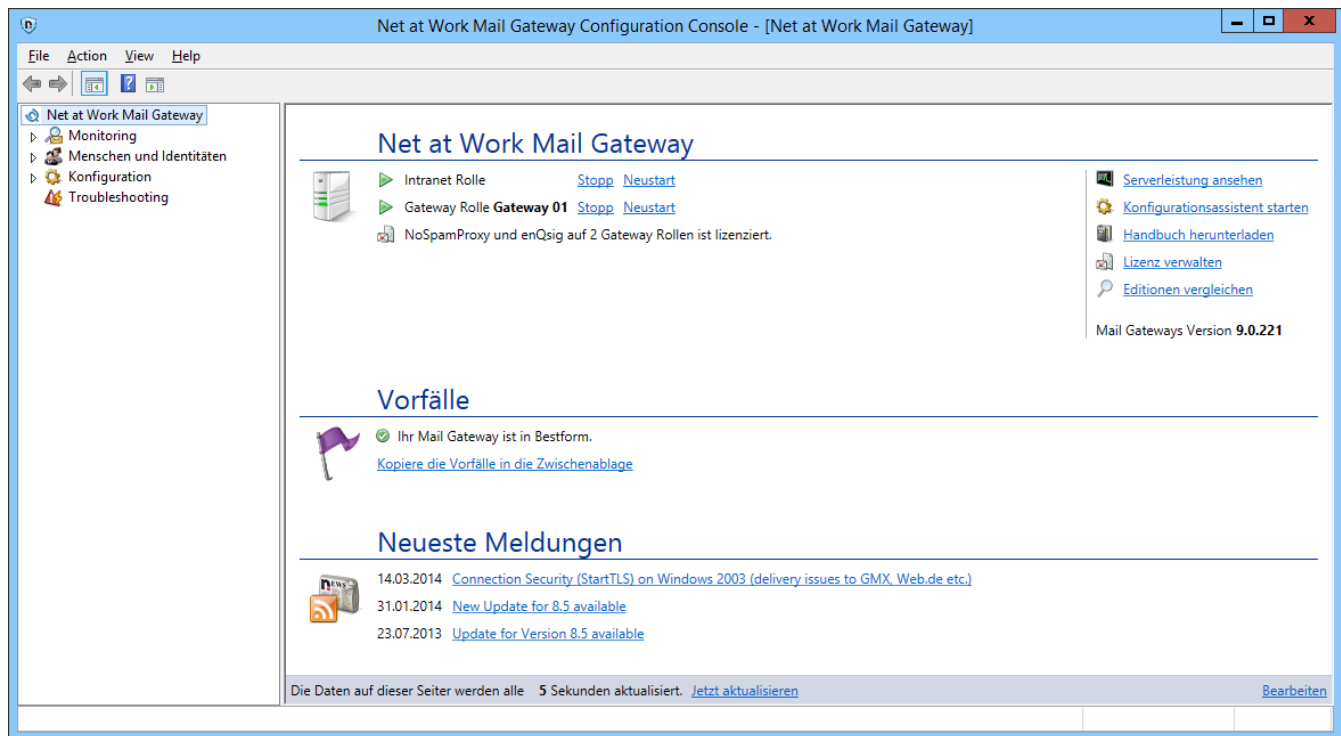 Net at Work Mail Gateway Configuration Console - [Net at Work Mail Gateway]
File Action View Help
Net at Work Mail Gateway
Monitoring
Menschen und Identitäten
Konfiguration
Troubleshooting
Net at Work Mail Gateway
Intranet Rolle Stopp Neustart
Gateway Rolle Gateway 01 Stopp Neustart
NoSpamProxy und enQsig auf 2 Gateway Rollen ist lizenziert.
Serverleistung ansehen
Konfigurationsassistent starten
Handbuch herunterladen
Lizenz verwalten
Editionen vergleichen
Mail Gateways Version 9.0.221
Vorfälle
Ihr Mail Gateway ist in Bestform.
Kopiere die Vorfälle in die Zwischenablage
Neueste Meldungen
NEWS
14.03.2014 Connection Security (StartTLS) on Windows 2003 (delivery issues to GMX, Web.de etc.)
31.01.2014 New Update for 8.5 available
23.07.2013 Update for Version 8.5 available
Die Daten auf dieser Seiter werden alle 5 Sekunden aktualisiert. Jetzt aktualisieren Bearbeiten